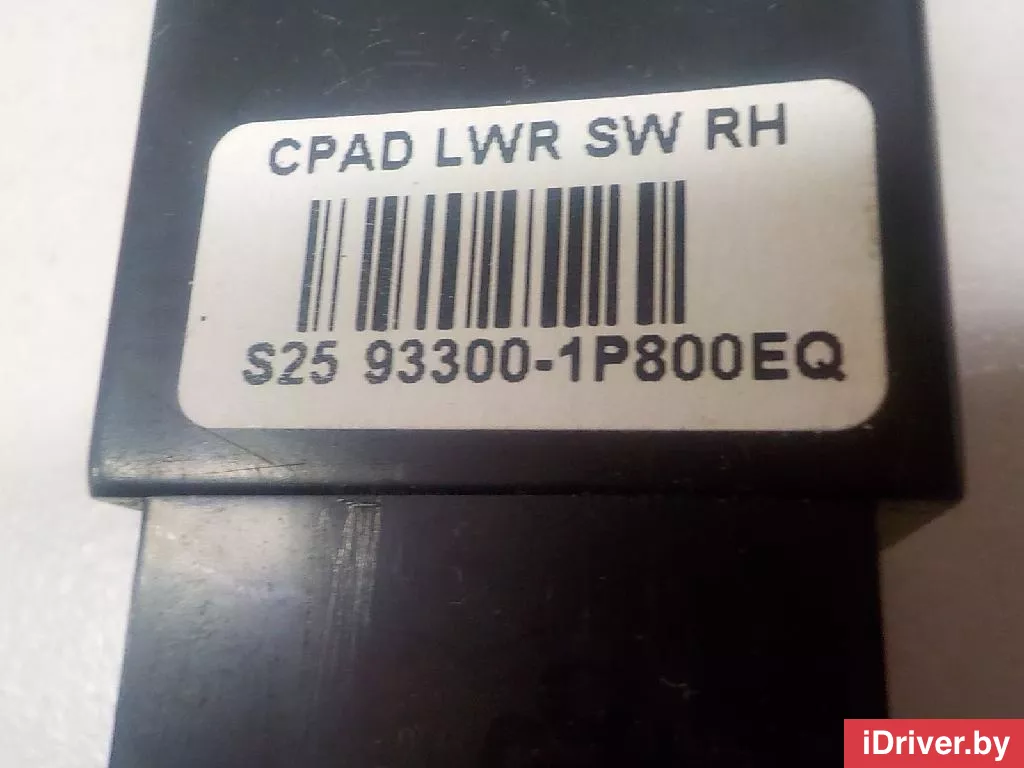 CPAD LWR SW RH
S25 93300-1P800EQ
iDriver.by